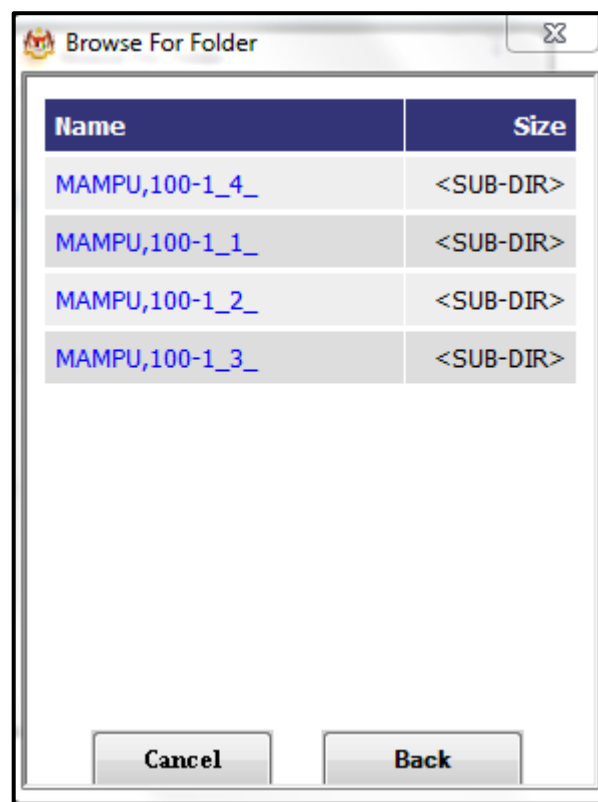 Browse For Folder
Name Size
MAMPU,100-1_4_ <SUB-DIR>
MAMPU,100-1_1_ <SUB-DIR>
MAMPU,100-1_2_ <SUB-DIR>
MAMPU,100-1_3_ <SUB-DIR>
Cancel Back